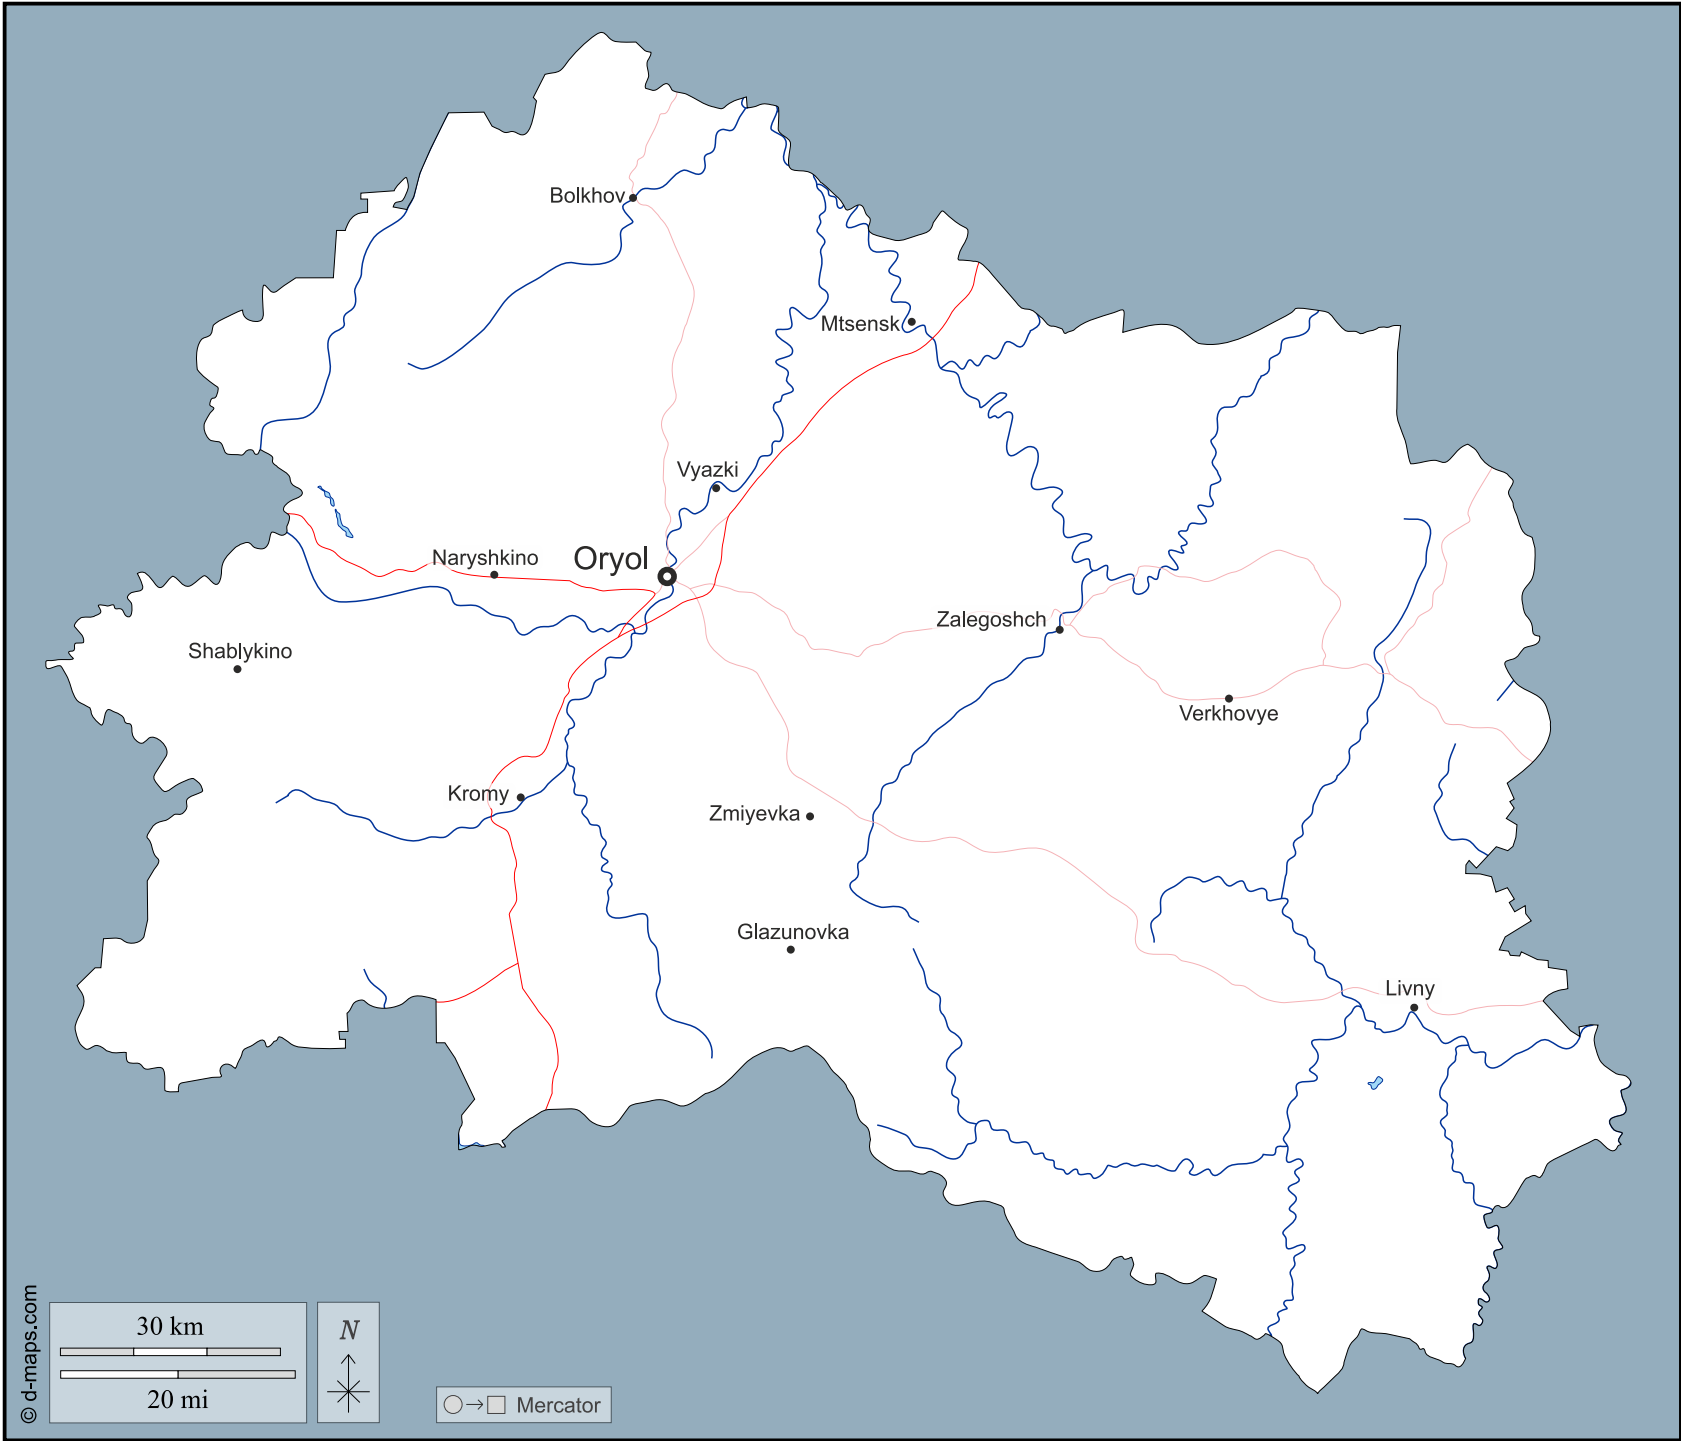 Bolkhov
Mtsensk
Vyazki
Naryshkino
Oryol
Zalegoshch
Shablykino
Verkhovye
Kromy
Zmiyevka
Glazunovka
Livny
© d-maps.com
30 km
20 mi
N
Mercator